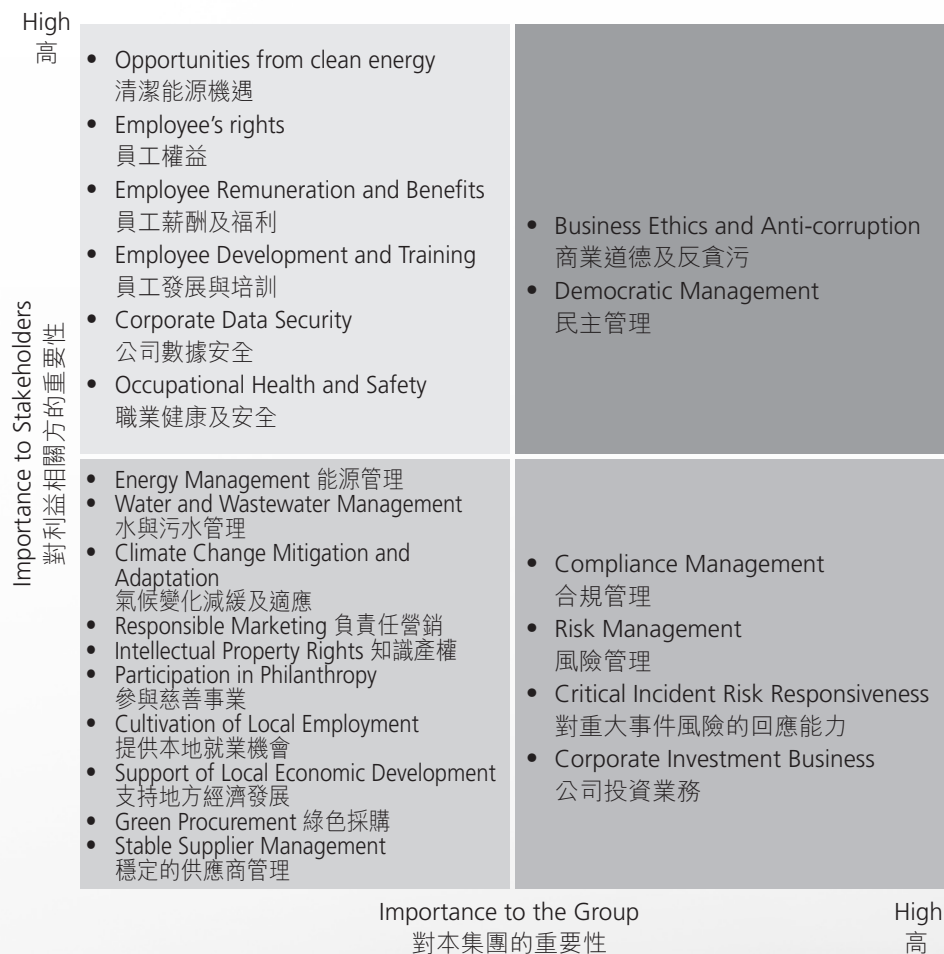 High
高
• Opportunities from clean energy
清潔能源機遇
• Employee's rights
員工權益
• Employee Remuneration and Benefits
員工薪酬及福利
• Employee Development and Training
員工發展與培訓
• Corporate Data Security
公司數據安全
• Occupational Health and Safety
職業健康及安全
• Business Ethics and Anti-corruption
商業道德及反貪污
• Democratic Management
民主管理
Importance to Stakeholders
對利益相關方的重要性
• Energy Management 能源管理
• Water and Wastewater Management
水與污水管理
• Climate Change Mitigation and
Adaptation
氣候變化減緩及適應
• Responsible Marketing 負責任營銷
• Intellectual Property Rights 知識產權
• Participation in Philanthropy
參與慈善事業
• Cultivation of Local Employment
提供本地就業機會
• Support of Local Economic Development
支持地方經濟發展
• Green Procurement 綠色採購
• Stable Supplier Management
穩定的供應商管理
• Compliance Management
合規管理
• Risk Management
風險管理
• Critical Incident Risk Responsiveness
對重大事件風險的回應能力
• Corporate Investment Business
公司投資業務
Importance to the Group
對本集團的重要性
High
高